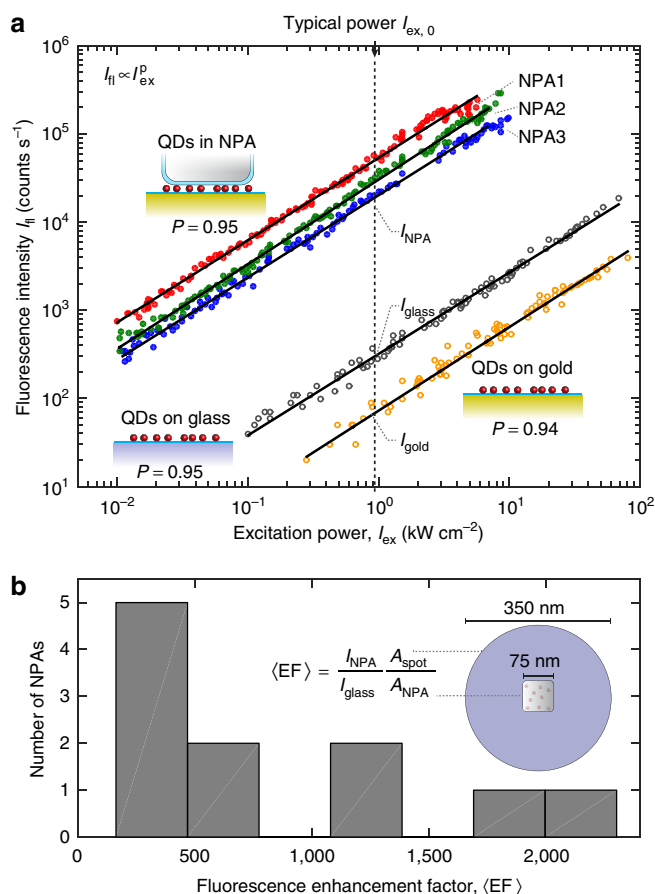 a
Typical power I_ex, 0
10^6
10^5
10^4
10^3
10^2
10^1
Fluorescence intensity I_fl (counts s^−1)
I_fl ∝ I_ex^p
QDs in NPA
P = 0.95
NPA1
NPA2
NPA3
I_NPA
I_glass
I_gold
QDs on gold
P = 0.94
QDs on glass
P = 0.95
10^−2 10^−1 10^0 10^1 10^2
Excitation power, I_ex (kW cm^−2)
b
5
4
3
2
1
0
Number of NPAs
⟨EF⟩ = I_NPA/I_glass A_spot/A_NPA
350 nm
75 nm
0 500 1,000 1,500 2,000
Fluorescence enhancement factor, ⟨EF⟩